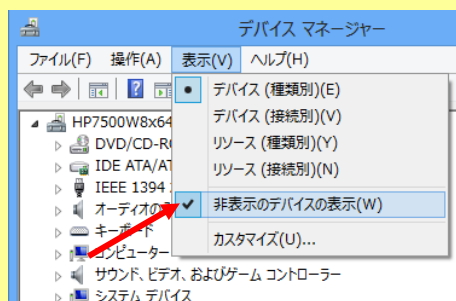 デバイス マネージャー
ファイル(F) 操作(A) 表示(V) ヘルプ(H)
デバイス (種類別)(E)
デバイス (接続別)(V)
リソース (種類別)(Y)
リソース (接続別)(N)
非表示のデバイスの表示(W)
カスタマイズ(U)...
HP7500W8x64
DVD/CD-R
IDE ATA/AT
IEEE 1394
オーディオの
キーボード
コンピューター
サウンド、ビデオ、およびゲーム コントローラー
システム デバイス